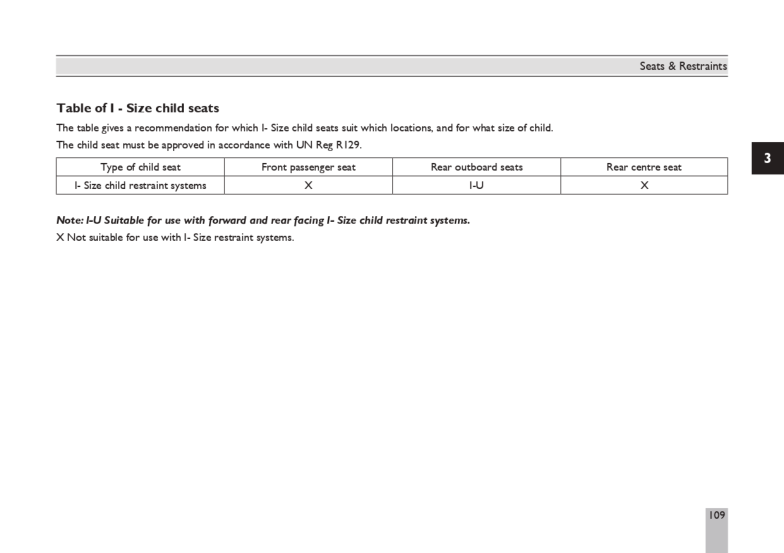 Seats & Restraints
Table of I - Size child seats
The table gives a recommendation for which I- Size child seats suit which locations, and for what size of child.
The child seat must be approved in accordance with UN Reg R129.
3
Type of child seat Front passenger seat Rear outboard seats Rear centre seat
I- Size child restraint systems X I-U X
Note: I-U Suitable for use with forward and rear facing I- Size child restraint systems.
X Not suitable for use with I- Size restraint systems.
109